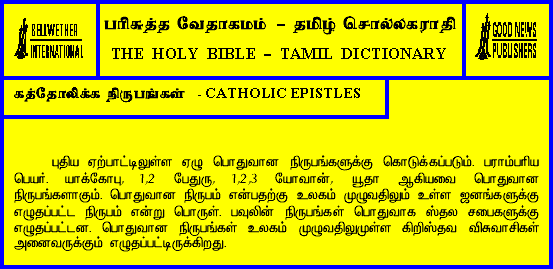 BELLWETHER
INTERNATIONAL
பரிசுத்த வேதாகமம் – தமிழ் சொல்லகராதி
THE HOLY BIBLE – TAMIL DICTIONARY
GOOD NEWS
PUBLISHERS
கத்தோலிக்க நிருபங்கள் - CATHOLIC EPISTLES
புதிய ஏற்பாட்டிலுள்ள ஏழு பொதுவான நிருபங்களுக்கு கொடுக்கப்படும். பராம்பரிய
பெயர். யாக்கோபு, 1,2 பேதுரு, 1,2,3 யோவான், யூதா ஆகியவை பொதுவான
நிருபங்களாகும். பொதுவான நிருபம் என்பதற்கு உலகம் முழுவதிலும் உள்ள ஜனங்களுக்கு
எழுதப்பட்ட நிருபம் என்று பொருள். பவுலின் நிருபங்கள் பொதுவாக ஸ்தல சபைகளுக்கு
எழுதப்பட்டன. பொதுவான நிருபங்கள் உலகம் முழுவதிலுமுள்ள கிறிஸ்தவ விசுவாசிகள்
அனைவருக்கும் எழுதப்பட்டிருக்கிறது.